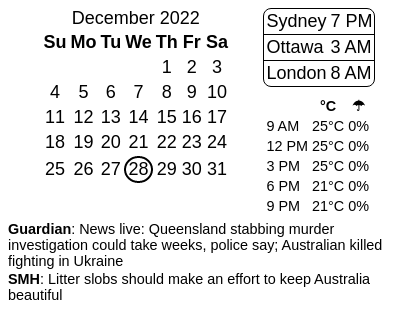 December 2022
Su Mo Tu We Th Fr Sa
1 2 3
4 5 6 7 8 9 10
11 12 13 14 15 16 17
18 19 20 21 22 23 24
25 26 27 28 29 30 31
Sydney 7 PM
Ottawa 3 AM
London 8 AM
°C ☂
9 AM 25°C 0%
12 PM 25°C 0%
3 PM 25°C 0%
6 PM 21°C 0%
9 PM 21°C 0%
Guardian: News live: Queensland stabbing murder
investigation could take weeks, police say; Australian killed
fighting in Ukraine
SMH: Litter slobs should make an effort to keep Australia
beautiful